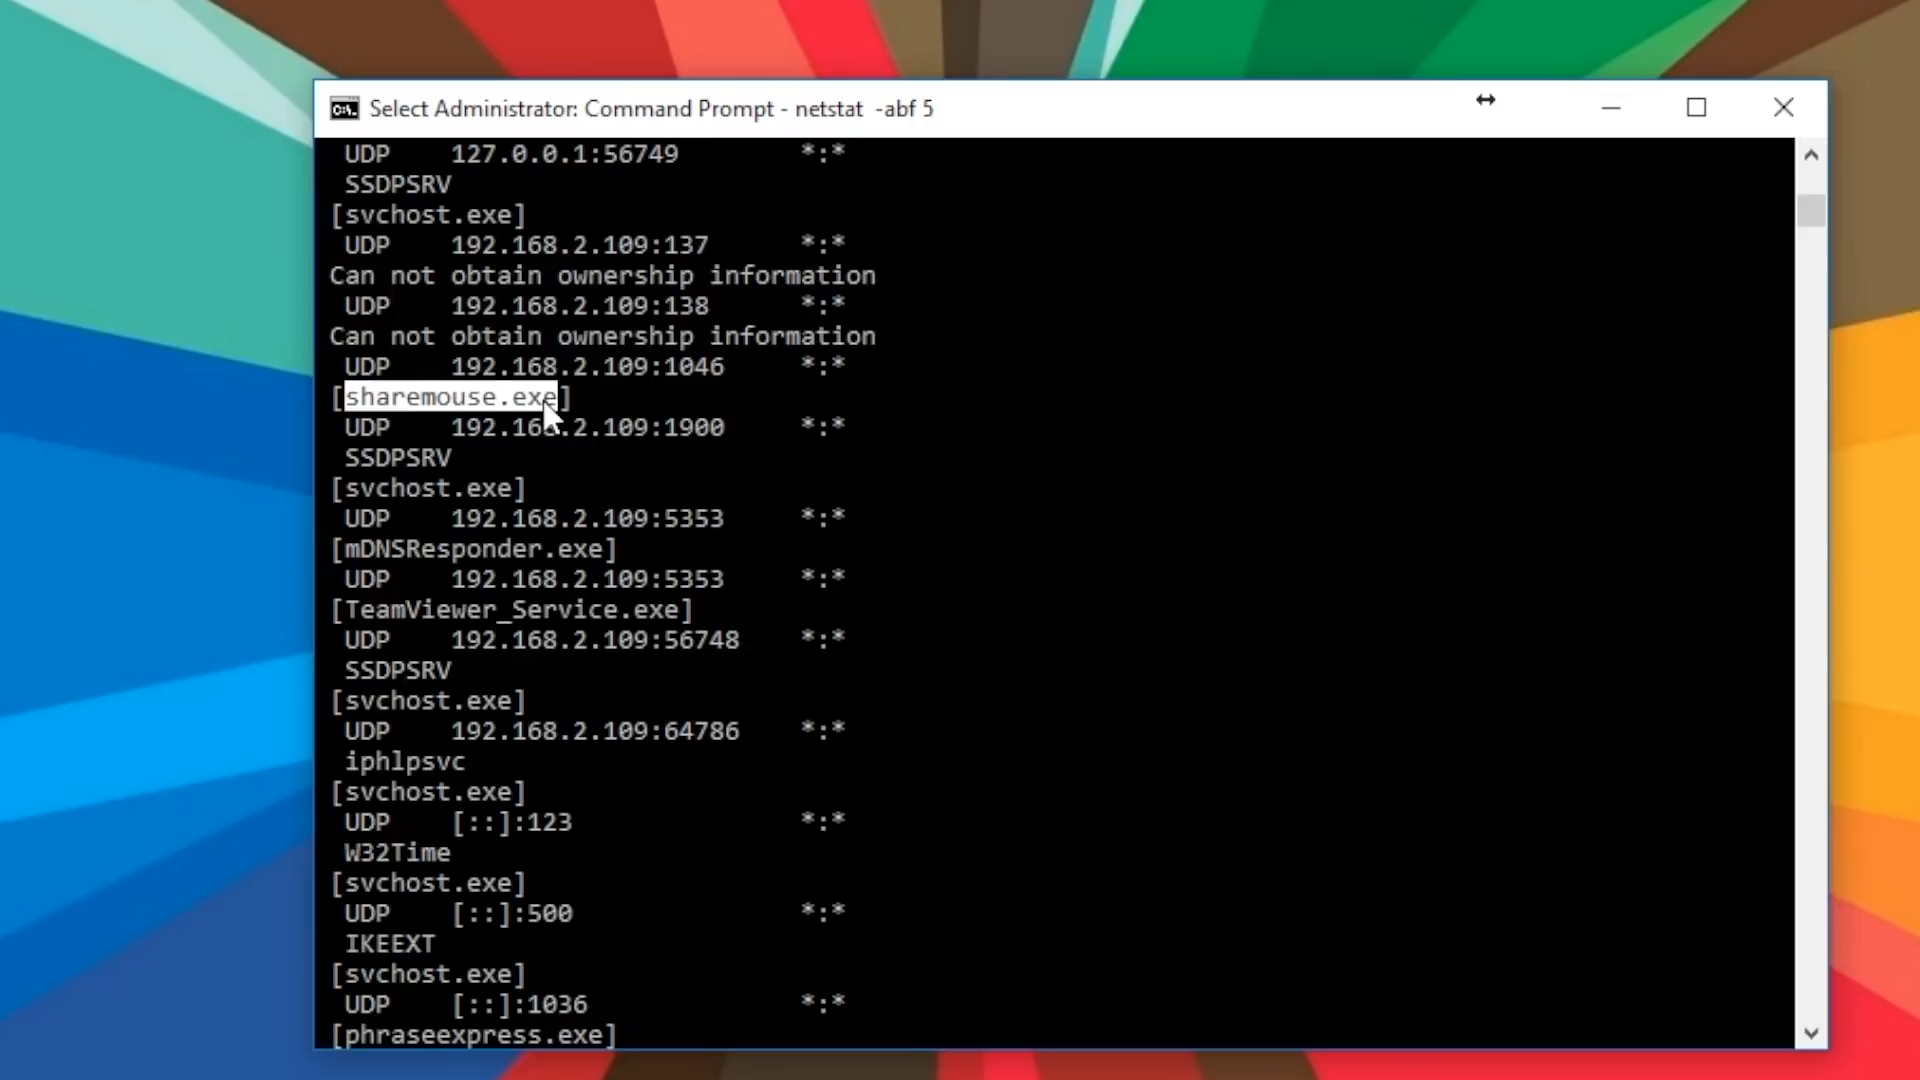 Select Administrator: Command Prompt - netstat -abf 5
UDP 127.0.0.1:56749 *:*
SSDPSRV
[svchost.exe]
UDP 192.168.2.109:137 *:*
Can not obtain ownership information
UDP 192.168.2.109:138 *:*
Can not obtain ownership information
UDP 192.168.2.109:1046 *:*
[sharemouse.exe]
UDP 192.168.2.109:1900 *:*
SSDPSRV
[svchost.exe]
UDP 192.168.2.109:5353 *:*
[mDNSResponder.exe]
UDP 192.168.2.109:5353 *:*
[TeamViewer_Service.exe]
UDP 192.168.2.109:56748 *:*
SSDPSRV
[svchost.exe]
UDP 192.168.2.109:64786 *:*
iphlpsvc
[svchost.exe]
UDP [::]:123 *:*
W32Time
[svchost.exe]
UDP [::]:500 *:*
IKEEXT
[svchost.exe]
UDP [::]:1036 *:*
[phraseexpress.exe]